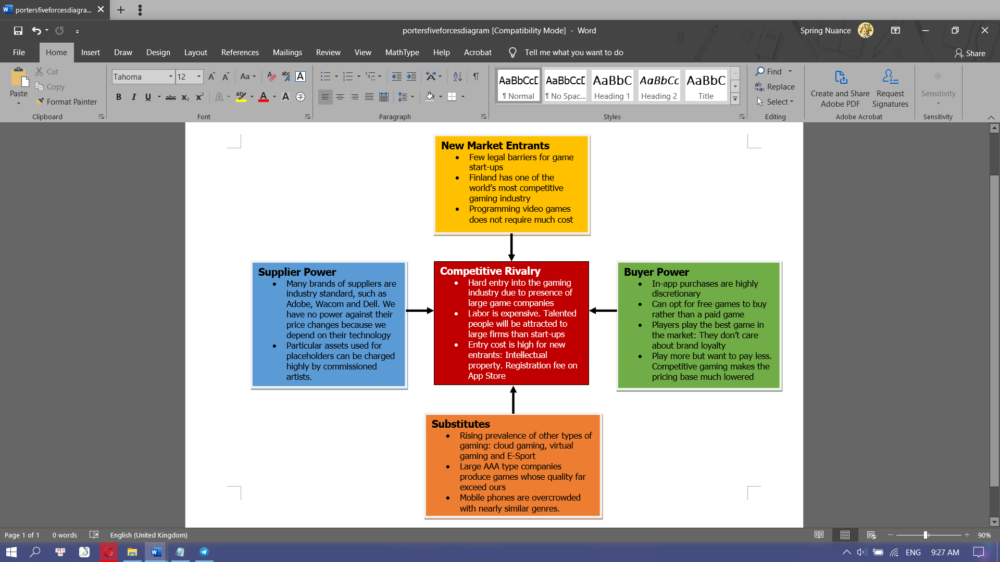 portersfiveforcesdiagra...
portersfiveforcesdiagram [Compatibility Mode] - Word
Spring Nuance
File Home Insert Draw Design Layout References Mailings Review View MathType Help Acrobat Tell me what you want to do Share
Paste
Cut
Copy
Format Painter
Clipboard
Tahoma 12
Font
Paragraph
AaBbCcD AaBbCcD AaBbC AaBbCc AaBbC
¶ Normal ¶ No Spac... Heading 1 Heading 2 Title
Styles
Find
Replace
Select
Editing
Create and Share
Adobe PDF
Request
Signatures
Adobe Acrobat
Sensitivity
Sensitivity
New Market Entrants
• Few legal barriers for game
start-ups
• Finland has one of the
world's most competitive
gaming industry
• Programming video games
does not require much cost
Supplier Power
• Many brands of suppliers are
industry standard, such as
Adobe, Wacom and Dell. We
have no power against their
price changes because we
depend on their technology
• Particular assets used for
placeholders can be charged
highly by commissioned
artists.
Competitive Rivalry
• Hard entry into the gaming
industry due to presence of
large game companies
• Labor is expensive. Talented
people will be attracted to
large firms than start-ups
• Entry cost is high for new
entrants: Intellectual
property. Registration fee on
App Store
Buyer Power
• In-app purchases are highly
discretionary
• Can opt for free games to buy
rather than a paid game
• Players play the best game in
the market: They don't care
about brand loyalty
• Play more but want to pay less.
Competitive gaming makes the
pricing base much lowered
Substitutes
• Rising prevalence of other types of
gaming: cloud gaming, virtual
gaming and E-Sport
• Large AAA type companies
produce games whose quality far
exceed ours
• Mobile phones are overcrowded
with nearly similar genres.
Page 1 of 1 0 words English (United Kingdom) 90%
ENG 9:27 AM